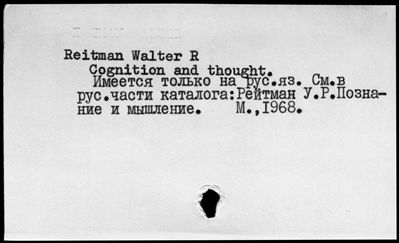 Reitman Walter R
Cognition and thought.
Имеется только на рус.яз. См.в
рус.части каталога:Рейтман У.Р.Позна-
ние и мышление. М.,1968.